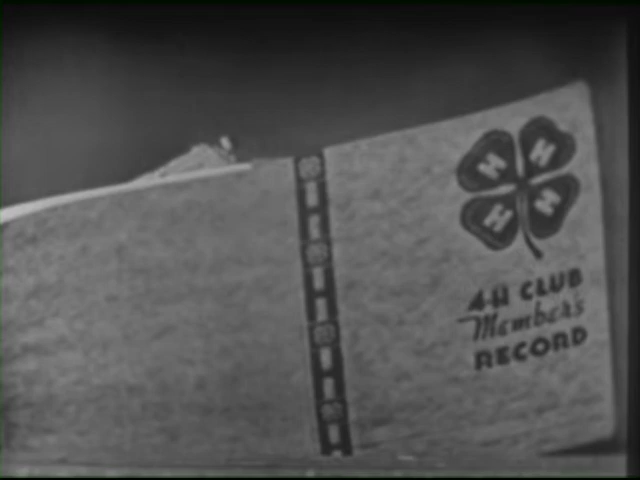 H H
H H
4-H CLUB
Member's
RECORD